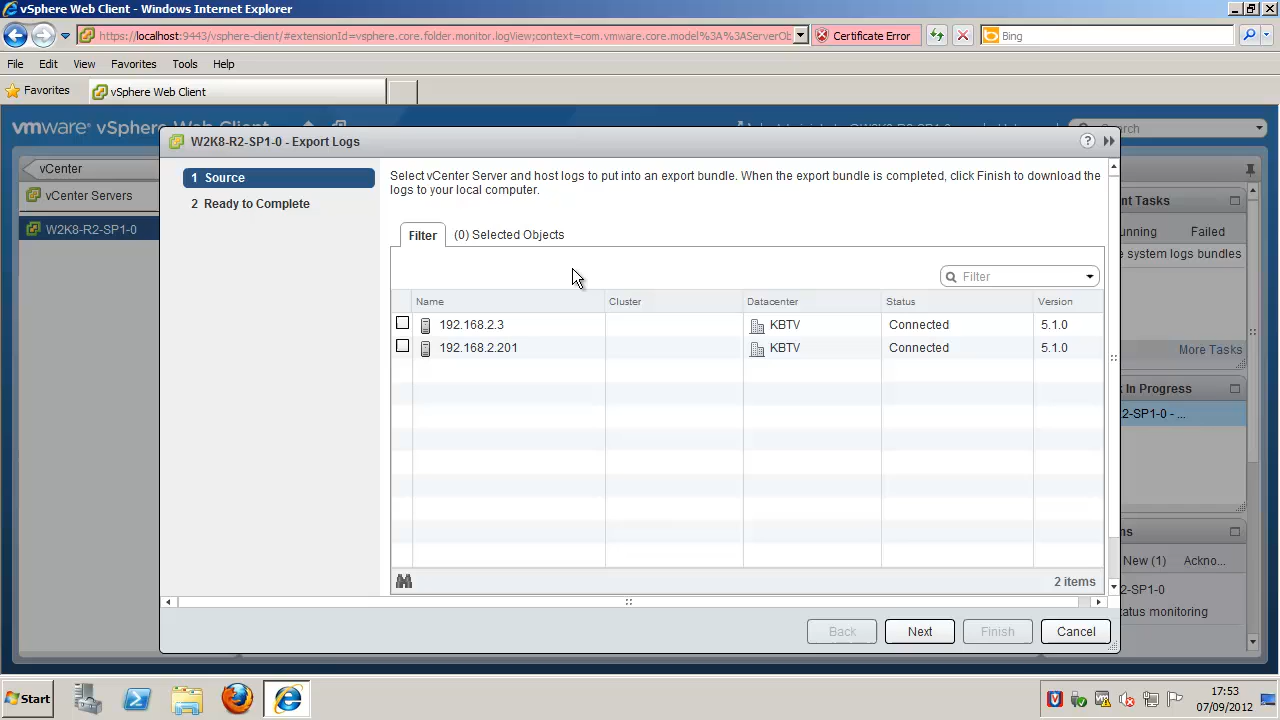 vSphere Web Client - Windows Internet Explorer
https://localhost:9443/vsphere-client/#extensionId=vsphere.core.folder.monitor.logView;context=com.vmware.core.model%3A%3AServerOb
Certificate Error
Bing
File Edit View Favorites Tools Help
Favorites
vSphere Web Client
vmware vSphere Web Client
Search
vCenter
vCenter Servers
W2K8-R2-SP1-0
W2K8-R2-SP1-0 - Export Logs
1 Source
2 Ready to Complete
Select vCenter Server and host logs to put into an export bundle. When the export bundle is completed, click Finish to download the
logs to your local computer.
Filter (0) Selected Objects
Filter
Name Cluster Datacenter Status Version
192.168.2.3 KBTV Connected 5.1.0
192.168.2.201 KBTV Connected 5.1.0
2 items
Back Next Finish Cancel
nt Tasks
unning Failed
e system logs bundles
More Tasks
k In Progress
2-SP1-0 - ...
ms
New (1) Ackno...
2-SP1-0
tatus monitoring
Start
17:53
07/09/2012